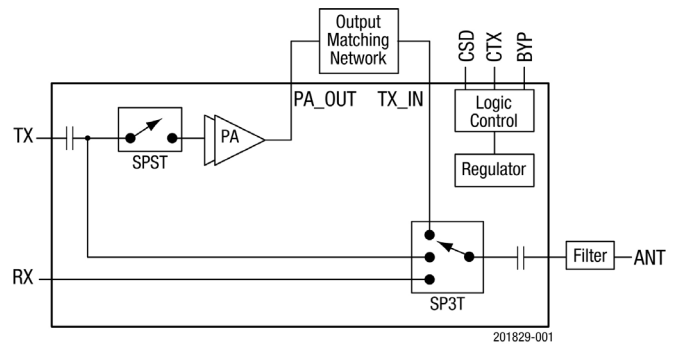 Output
Matching
Network
CSD
CTX
BYP
PA_OUT TX_IN
Logic
Control
TX
PA
SPST
Regulator
Filter
ANT
RX
SP3T
201829-001